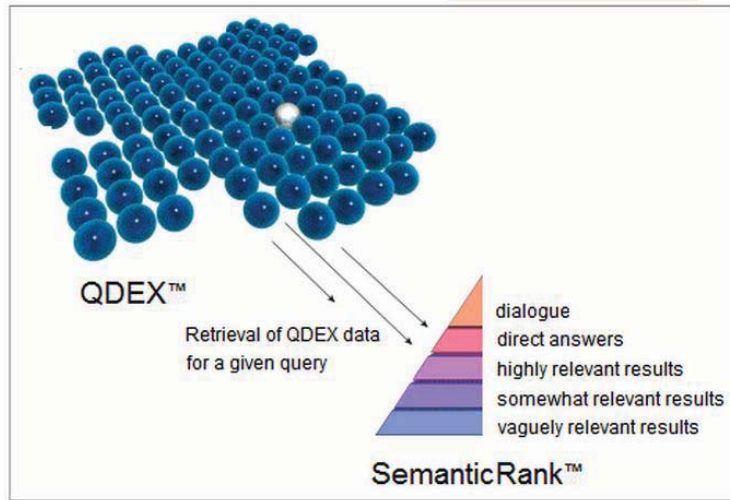 QDEX™
Retrieval of QDEX data
for a given query
dialogue
direct answers
highly relevant results
somewhat relevant results
vaguely relevant results
SemanticRank™